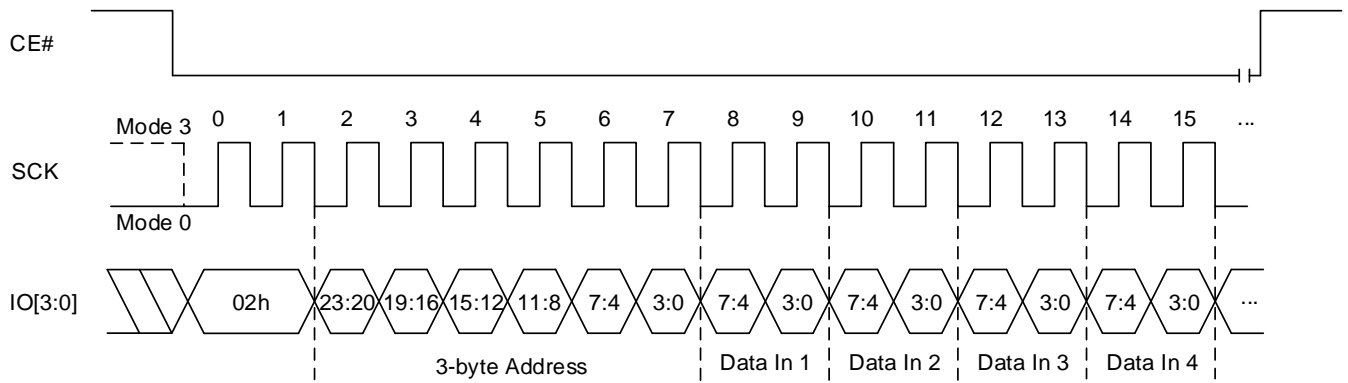 CE#
Mode 3 0 1 2 3 4 5 6 7 8 9 10 11 12 13 14 15 ...
SCK
Mode 0
IO[3:0] 02h 23:20 19:16 15:12 11:8 7:4 3:0 7:4 3:0 7:4 3:0 7:4 3:0 7:4 3:0 ...
3-byte Address Data In 1 Data In 2 Data In 3 Data In 4